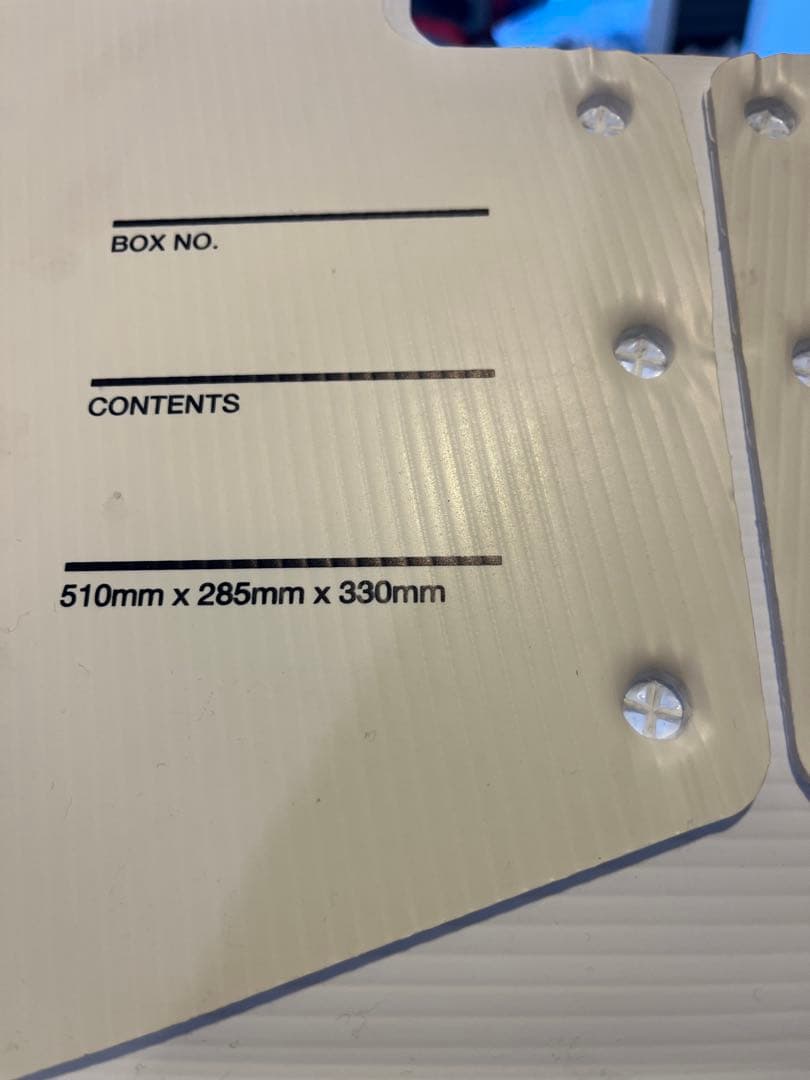 BOX NO.
CONTENTS
510mm x 285mm x 330mm